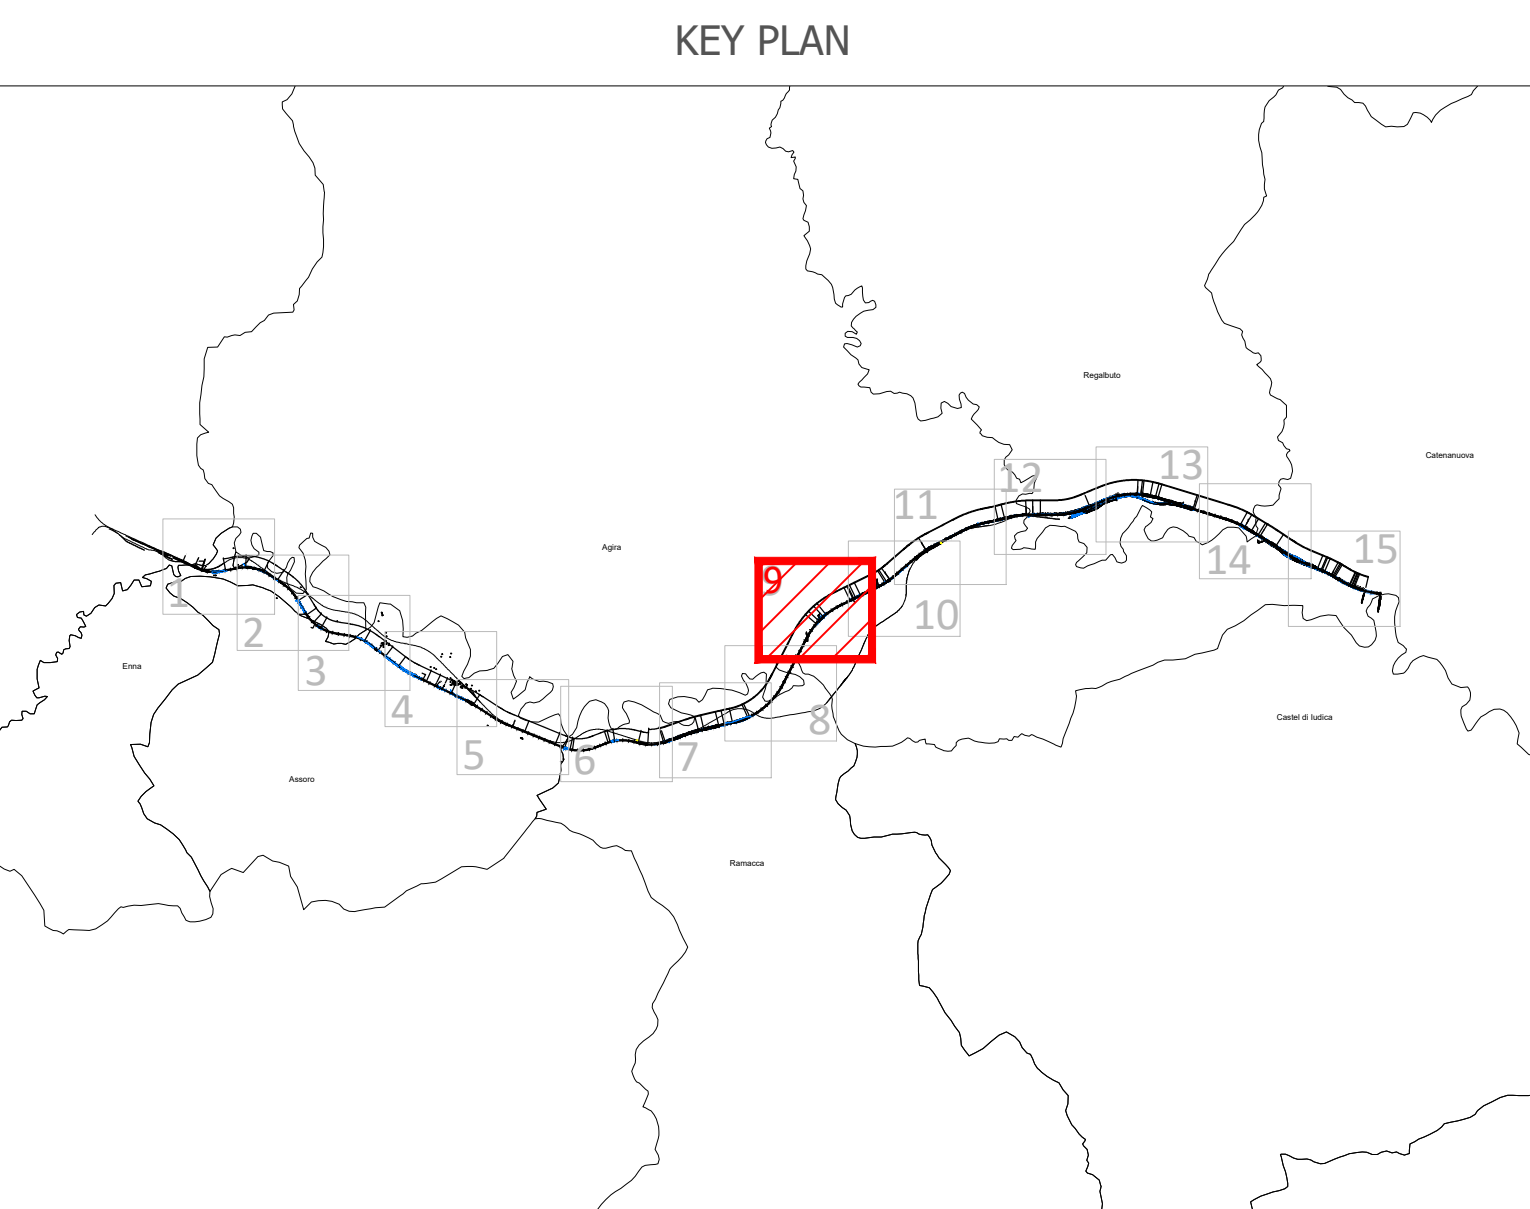 KEY PLAN
Regalbuto
Catenanuova
13
12
11
Agira
15
14
9
1
10
2
Enna
3
4
8
Castel di Iudica
5
6
7
Assoro
Ramacca